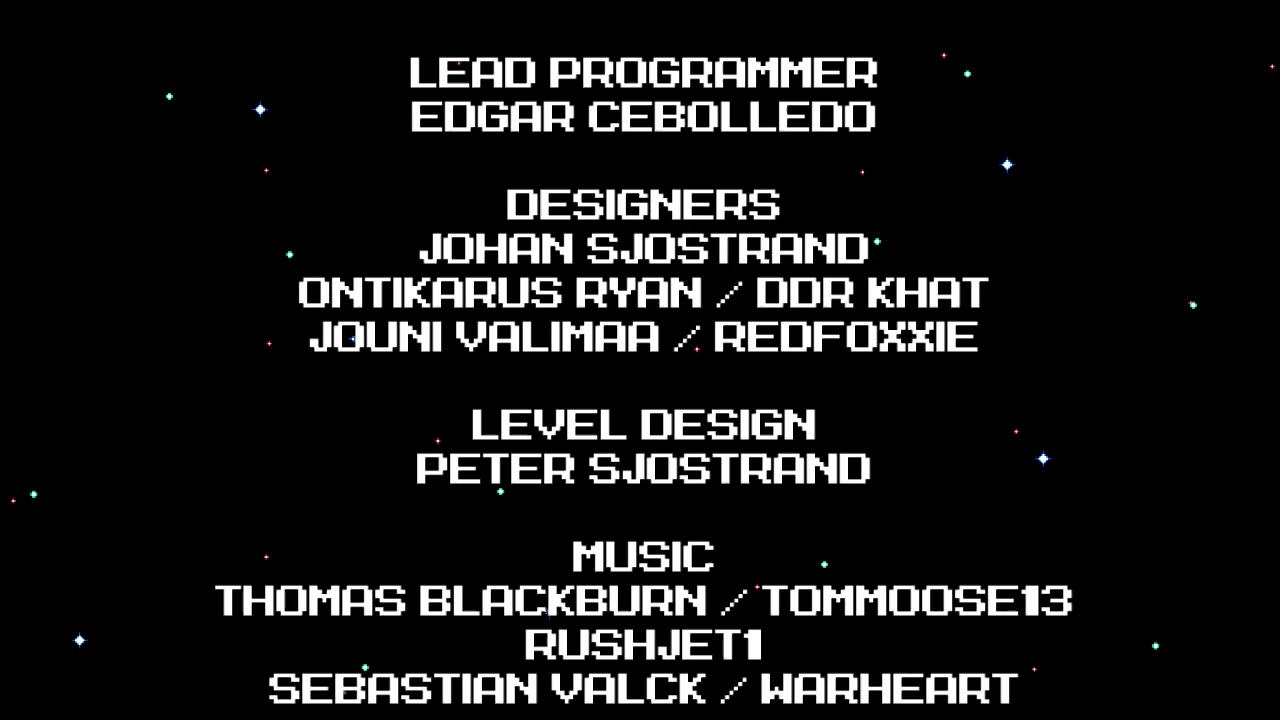 LEAD PROGRAMMER
EDGAR CEBOLLEDO
DESIGNERS
JOHAN SJOSTRAND
ONTIKARUS RYAN / DDR KHAT
JOUNI VALIMAA / REDFOXXIE
LEVEL DESIGN
PETER SJOSTRAND
MUSIC
THOMAS BLACKBURN / TOMMOOSE13
RUSHJET1
SEBASTIAN VALCK / WARHEART